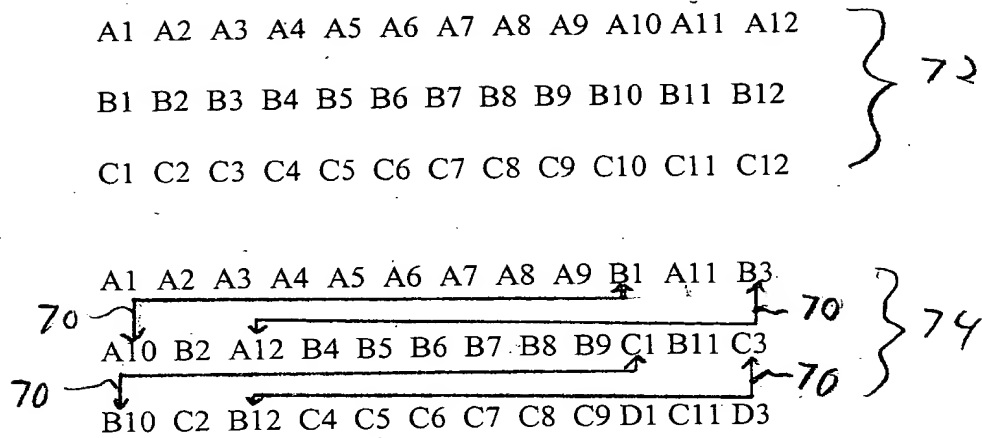 A1 A2 A3 A4 A5 A6 A7 A8 A9 A10 A11 A12
72
B1 B2 B3 B4 B5 B6 B7 B8 B9 B10 B11 B12
C1 C2 C3 C4 C5 C6 C7 C8 C9 C10 C11 C12
A1 A2 A3 A4 A5 A6 A7 A8 A9 B1 A11 B3
70 70
74
A10 B2 A12 B4 B5 B6 B7 B8 B9 C1 B11 C3
70 70
B10 C2 B12 C4 C5 C6 C7 C8 C9 D1 C11 D3